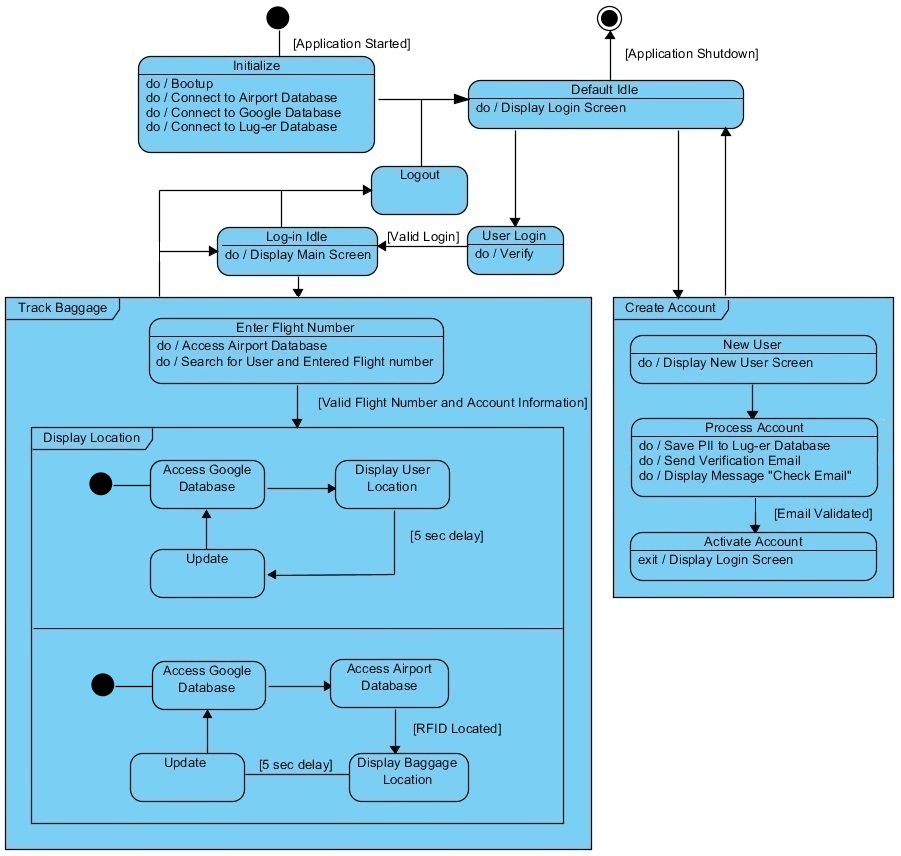 [Application Started]
[Application Shutdown]
Initialize
do / Bootup
do / Connect to Airport Database
do / Connect to Google Database
do / Connect to Lug-er Database
Default Idle
do / Display Login Screen
Logout
Log-in Idle
do / Display Main Screen
[Valid Login]
User Login
do / Verify
Track Baggage
Enter Flight Number
do / Access Airport Database
do / Search for User and Entered Flight number
[Valid Flight Number and Account Information]
Display Location
Access Google
Database
Display User
Location
[5 sec delay]
Update
Access Google
Database
Access Airport
Database
[RFID Located]
Update
[5 sec delay]
Display Baggage
Location
Create Account
New User
do / Display New User Screen
Process Account
do / Save PII to Lug-er Database
do / Send Verification Email
do / Display Message "Check Email"
[Email Validated]
Activate Account
exit / Display Login Screen